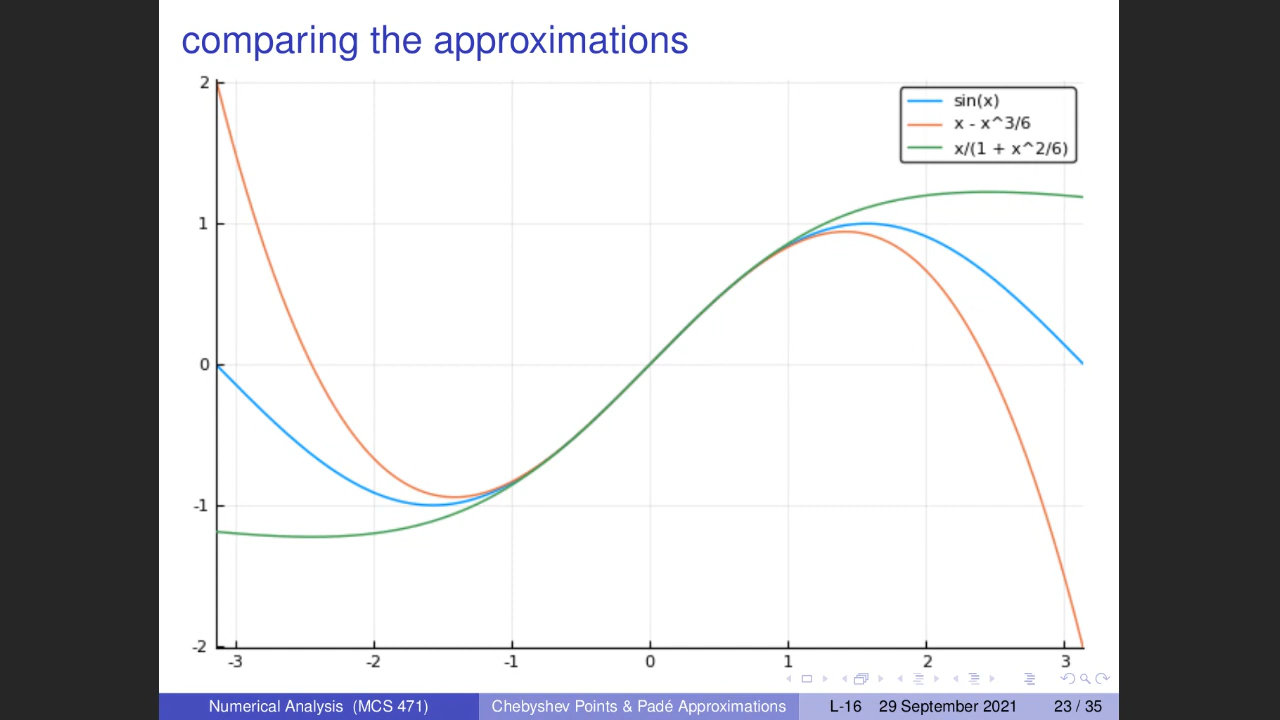 comparing the approximations
2
sin(x)
x - x^3/6
x/(1 + x^2/6)
1
0
-1
-2
-3 -2 -1 0 1 2 3
Numerical Analysis (MCS 471) Chebyshev Points & Padé Approximations L-16 29 September 2021 23 / 35